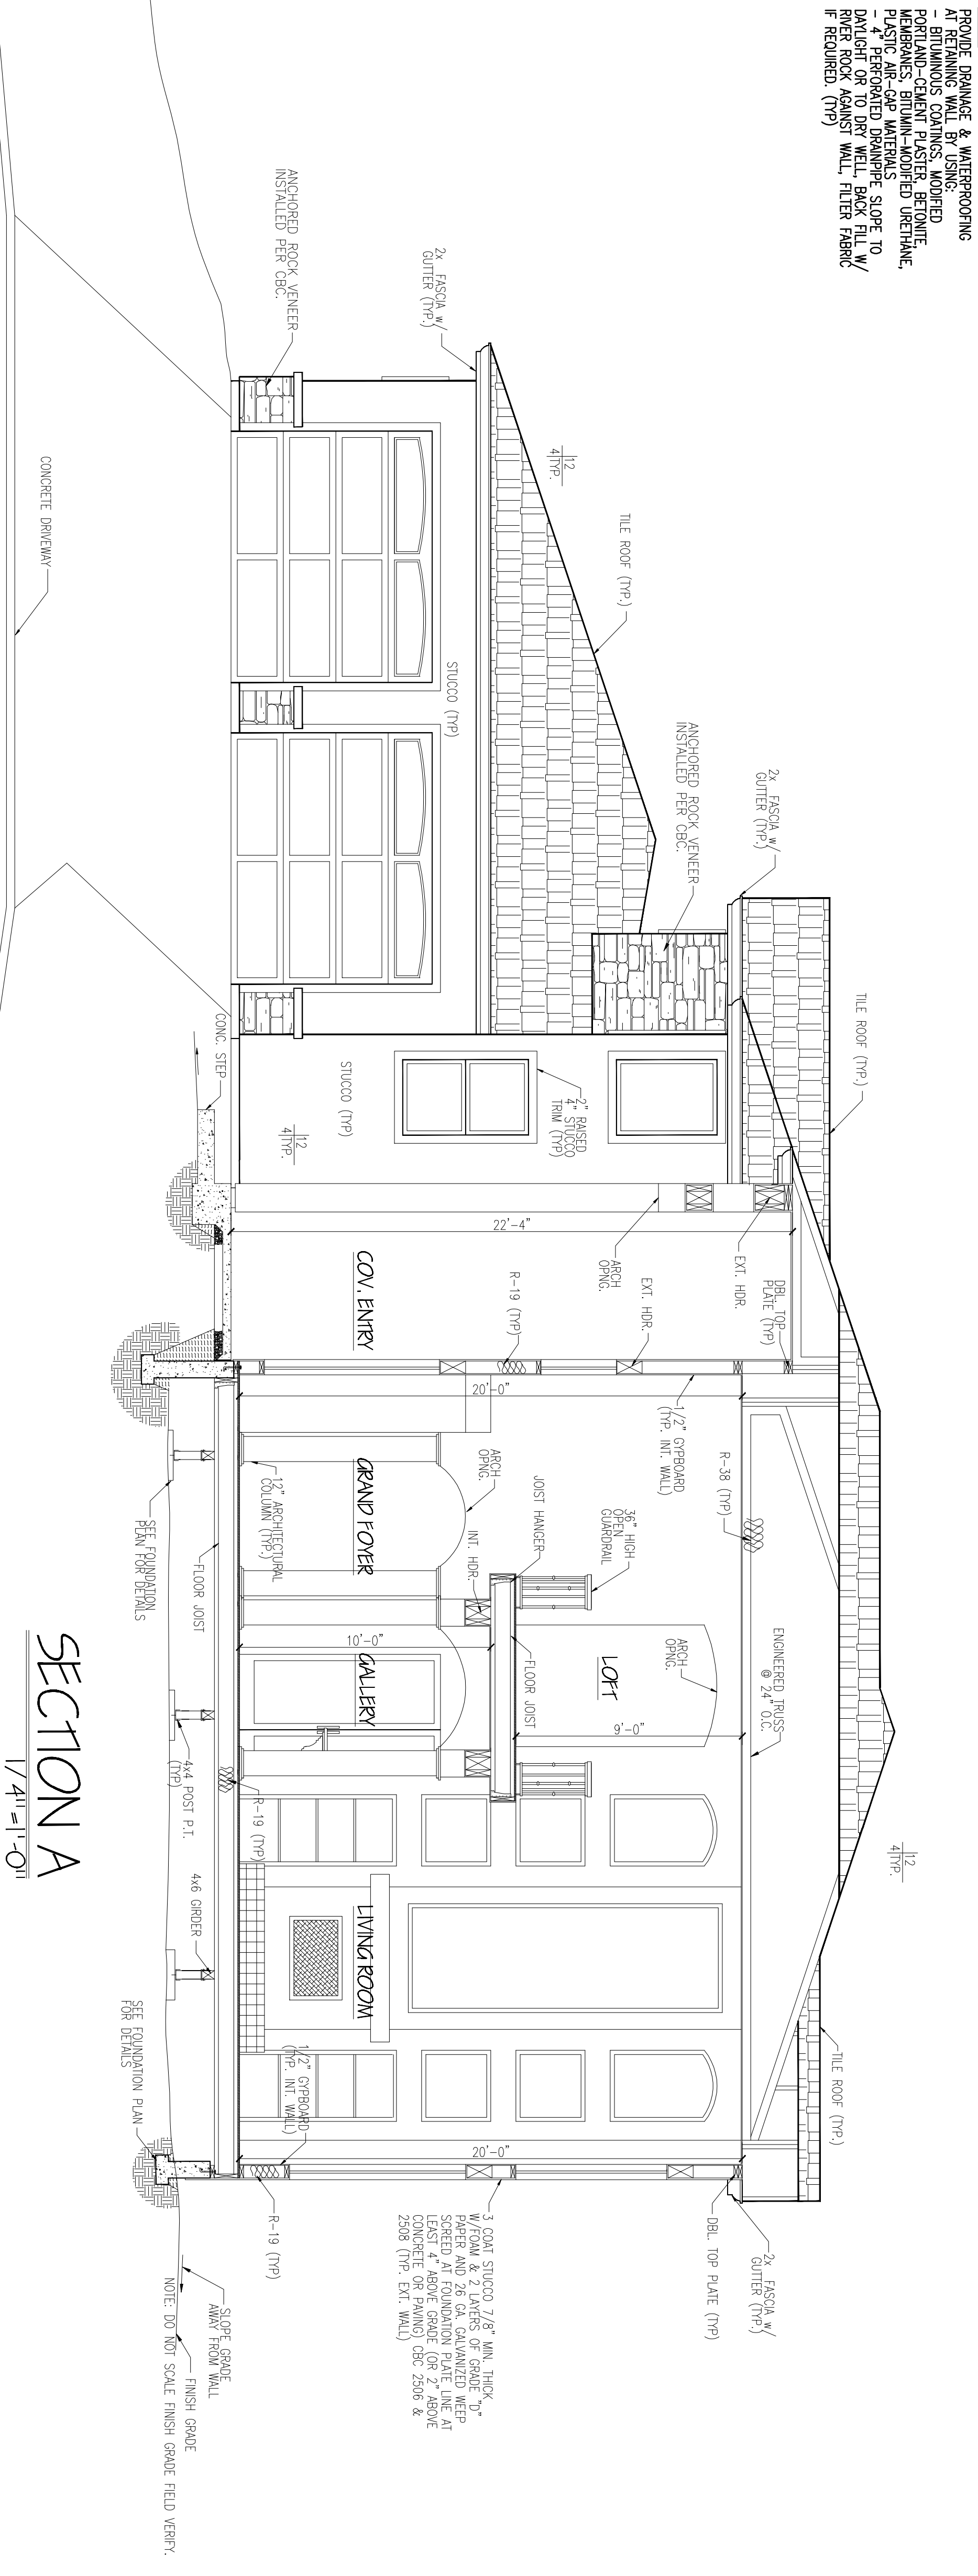 PROVIDE DRAINAGE & WATERPROOFING
AT RETAINING WALL BY USING:
- BITUMINOUS COATINGS, MODIFIED
PORTLAND-CEMENT PLASTER, BETONITE,
MEMBRANES, BITUMIN-MODIFIED URETHANE,
PLASTIC AIR-GAP MATERIALS
- 4" PERFORATED DRAINPIPE SLOPE TO
DAYLIGHT OR TO DRY WELL, BACK FILL W/
RIVER ROCK AGAINST WALL, FILTER FABRIC
IF REQUIRED. (TYP)
ANCHORED ROCK VENEER
INSTALLED PER CBC.
2x FASCIA w/
GUTTER (TYP.)
12
4 TYP.
TILE ROOF (TYP.)
STUCCO (TYP)
CONCRETE DRIVEWAY
ANCHORED ROCK VENEER
INSTALLED PER CBC.
2x FASCIA w/
GUTTER (TYP.)
TILE ROOF (TYP.)
2" RAISED
4" STUCCO
TRIM (TYP)
STUCCO (TYP)
12
4 TYP.
CONC. STEP
22'-4"
EXT. HDR.
DBL. TOP
PLATE (TYP)
ARCH
OPNG.
EXT. HDR.
R-19 (TYP)
COV. ENTRY
20'-0"
1/2" GYPBOARD
(TYP. INT. WALL)
R-38 (TYP)
ENGINEERED TRUSS
@ 24" O.C.
12
4 TYP.
TILE ROOF (TYP.)
36" HIGH
OPEN
GUARDRAIL
JOIST HANGER
ARCH
OPNG.
INT. HDR.
ARCH
OPNG.
LOFT
FLOOR JOIST
9'-0"
10'-0"
GRAND FOYER
GALLERY
LIVING ROOM
12" ARCHITECTURAL
COLUMN (TYP.)
FLOOR JOIST
SEE FOUNDATION
PLAN FOR DETAILS
R-19 (TYP)
4x4 POST P.T.
(TYP)
4x6 GIRDER
1/2" GYPBOARD
(TYP. INT. WALL)
SEE FOUNDATION PLAN
FOR DETAILS
20'-0"
R-19 (TYP)
2x FASCIA w/
GUTTER (TYP.)
DBL. TOP PLATE (TYP)
3 COAT STUCCO 7/8" MIN. THICK
W/FOAM & 2 LAYERS OF GRADE "D"
PAPER AND 26 GA. GALVANIZED WEEP
SCREED AT FOUNDATION PLATE LINE AT
LEAST 4" ABOVE GRADE (OR 2" ABOVE
CONCRETE OR PAVING) CBC 2506 &
2508 (TYP. EXT. WALL)
SLOPE GRADE
AWAY FROM WALL
FINISH GRADE
NOTE: DO NOT SCALE FINISH GRADE FIELD VERIFY.
SECTION A
1/4"=1'-0"